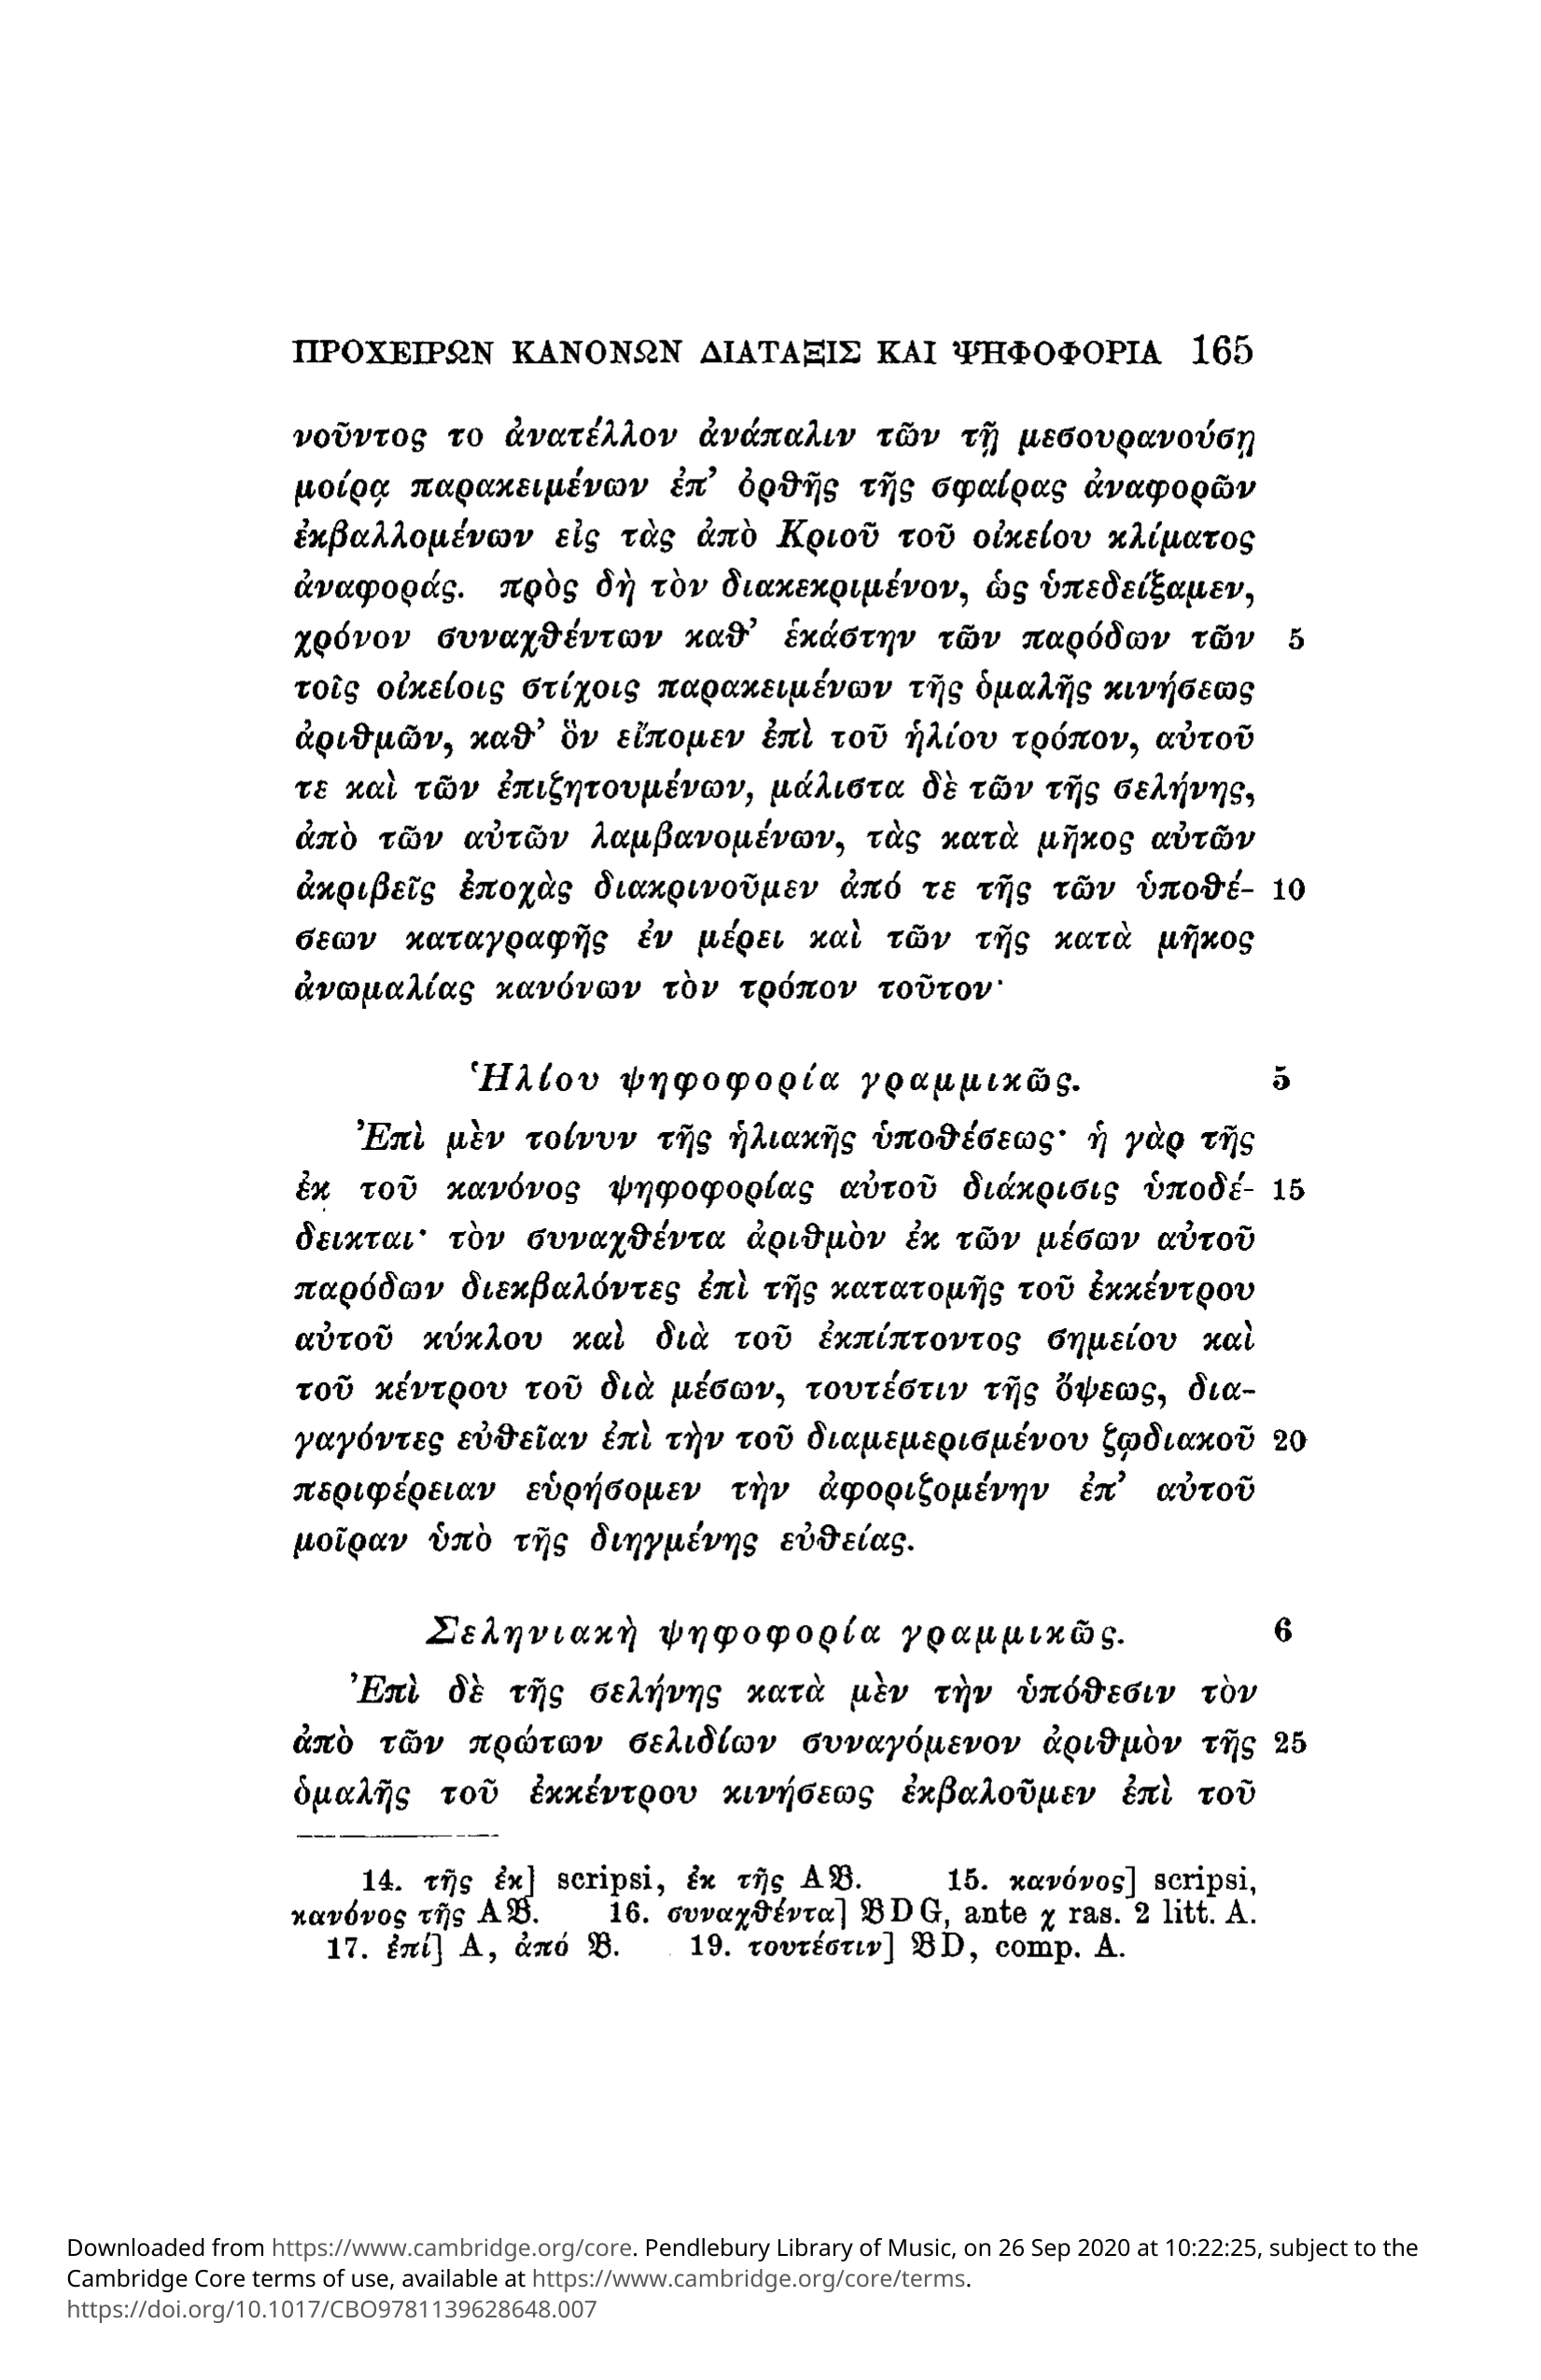 ΠΡΟΧΕΙΡΩΝ ΚΑΝΟΝΩΝ ΔΙΑΤΑΞΙΣ ΚΑΙ ΨΗΦΟΦΟΡΙΑ 165
νοῦντος το ἀνατέλλον ἀνάπαλιν τῶν τῇ μεσουρανούσῃ
μοίρᾳ παρακειμένων ἐπ’ ὀρθῆς τῆς σφαίρας ἀναφορῶν
ἐκβαλλομένων εἰς τὰς ἀπὸ Κριοῦ τοῦ οἰκείου κλίματος
ἀναφοράς. πρὸς δὴ τὸν διακεκριμένον, ὡς ὑπεδείξαμεν,
χρόνον συναχθέντων καθ’ ἑκάστην τῶν παρόδων τῶν 5
τοῖς οἰκείοις στίχοις παρακειμένων τῆς ὁμαλῆς κινήσεως
ἀριθμῶν, καθ’ ὃν εἴπομεν ἐπὶ τοῦ ἡλίου τρόπον, αὐτοῦ
τε καὶ τῶν ἐπιζητουμένων, μάλιστα δὲ τῶν τῆς σελήνης,
ἀπὸ τῶν αὐτῶν λαμβανομένων, τὰς κατὰ μῆκος αὐτῶν
ἀκριβεῖς ἐποχὰς διακρινοῦμεν ἀπό τε τῆς τῶν ὑποθέ- 10
σεων καταγραφῆς ἐν μέρει καὶ τῶν τῆς κατὰ μῆκος
ἀνωμαλίας κανόνων τὸν τρόπον τοῦτον·
Ἡλίου ψηφοφορία γραμμικῶς. 5
Ἐπὶ μὲν τοίνυν τῆς ἡλιακῆς ὑποθέσεως· ἡ γὰρ τῆς
ἐκ τοῦ κανόνος ψηφοφορίας αὐτοῦ διάκρισις ὑποδέ- 15
δεικται· τὸν συναχθέντα ἀριθμὸν ἐκ τῶν μέσων αὐτοῦ
παρόδων διεκβαλόντες ἐπὶ τῆς κατατομῆς τοῦ ἐκκέντρου
αὐτοῦ κύκλου καὶ διὰ τοῦ ἐκπίπτοντος σημείου καὶ
τοῦ κέντρου τοῦ διὰ μέσων, τουτέστιν τῆς ὄψεως, δια-
γαγόντες εὐθεῖαν ἐπὶ τὴν τοῦ διαμεμερισμένου ζῳδιακοῦ 20
περιφέρειαν εὑρήσομεν τὴν ἀφοριζομένην ἐπ’ αὐτοῦ
μοῖραν ὑπὸ τῆς διηγμένης εὐθείας.
Σεληνιακὴ ψηφοφορία γραμμικῶς. 6
Ἐπὶ δὲ τῆς σελήνης κατὰ μὲν τὴν ὑπόθεσιν τὸν
ἀπὸ τῶν πρώτων σελιδίων συναγόμενον ἀριθμὸν τῆς 25
ὁμαλῆς τοῦ ἐκκέντρου κινήσεως ἐκβαλοῦμεν ἐπὶ τοῦ
14. τῆς ἐκ] scripsi, ἐκ τῆς A𝔅. 15. κανόνος] scripsi,
κανόνος τῆς A𝔅. 16. συναχθέντα] 𝔅DG, ante χ ras. 2 litt. A.
17. ἐπί] A, ἀπό 𝔅. 19. τουτέστιν] 𝔅D, comp. A.
Downloaded from https://www.cambridge.org/core. Pendlebury Library of Music, on 26 Sep 2020 at 10:22:25, subject to the
Cambridge Core terms of use, available at https://www.cambridge.org/core/terms.
https://doi.org/10.1017/CBO9781139628648.007